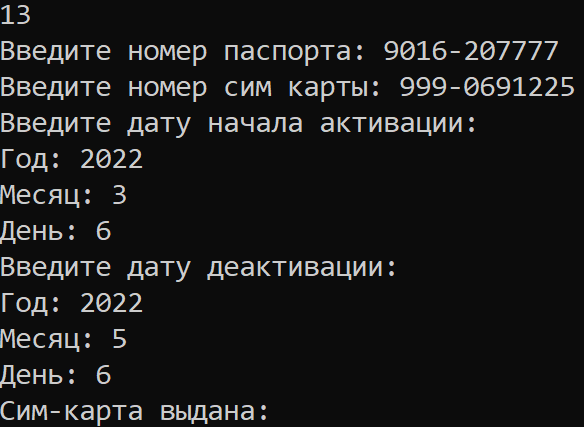 13
Введите номер паспорта: 9016-207777
Введите номер сим карты: 999-0691225
Введите дату начала активации:
Год: 2022
Месяц: 3
День: 6
Введите дату деактивации:
Год: 2022
Месяц: 5
День: 6
Сим-карта выдана: